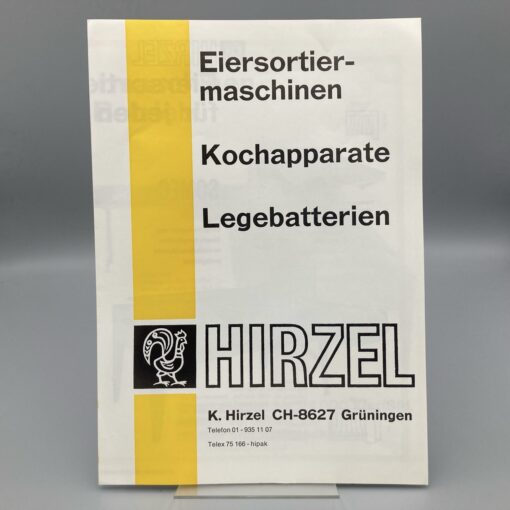 Eiersortier-
maschinen
Kochapparate
Legebatterien
HIRZEL
K. Hirzel CH-8627 Grüningen
Telefon 01 - 935 11 07
Telex 75 166 - hipak